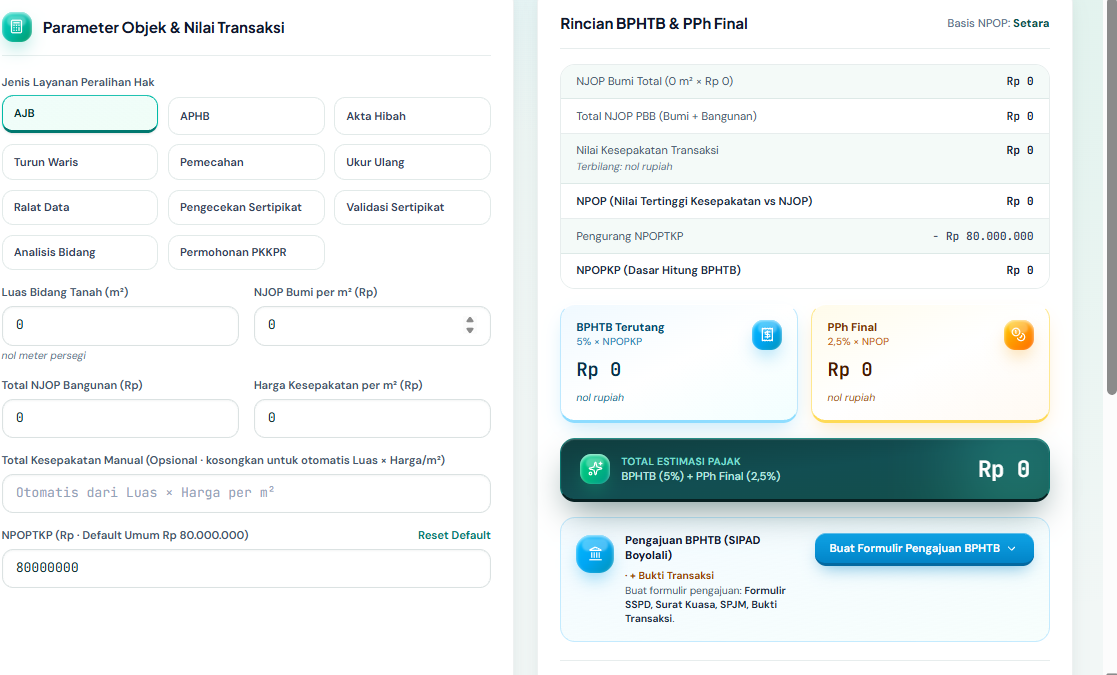 Parameter Objek & Nilai Transaksi
Jenis Layanan Peralihan Hak
AJB
APHB
Akta Hibah
Turun Waris
Pemecahan
Ukur Ulang
Ralat Data
Pengecekan Sertipikat
Validasi Sertipikat
Analisis Bidang
Permohonan PKKPR
Luas Bidang Tanah (m²)
NJOP Bumi per m² (Rp)
0
0
nol meter persegi
Total NJOP Bangunan (Rp)
Harga Kesepakatan per m² (Rp)
0
0
Total Kesepakatan Manual (Opsional · kosongkan untuk otomatis Luas × Harga/m²)
Otomatis dari Luas × Harga per m²
NPOPTKP (Rp · Default Umum Rp 80.000.000)
Reset Default
80000000
Rincian BPHTB & PPh Final
Basis NPOP: Setara
NJOP Bumi Total (0 m² × Rp 0)
Rp 0
Total NJOP PBB (Bumi + Bangunan)
Rp 0
Nilai Kesepakatan Transaksi
Rp 0
Terbilang: nol rupiah
NPOP (Nilai Tertinggi Kesepakatan vs NJOP)
Rp 0
Pengurang NPOPTKP
- Rp 80.000.000
NPOPKP (Dasar Hitung BPHTB)
Rp 0
BPHTB Terutang
5% × NPOPKP
Rp 0
nol rupiah
PPh Final
2,5% × NPOP
Rp 0
nol rupiah
TOTAL ESTIMASI PAJAK
BPHTB (5%) + PPh Final (2,5%)
Rp 0
Pengajuan BPHTB (SIPAD
Boyolali)
· + Bukti Transaksi
Buat formulir pengajuan: Formulir
SSPD, Surat Kuasa, SPJM, Bukti
Transaksi.
Buat Formulir Pengajuan BPHTB